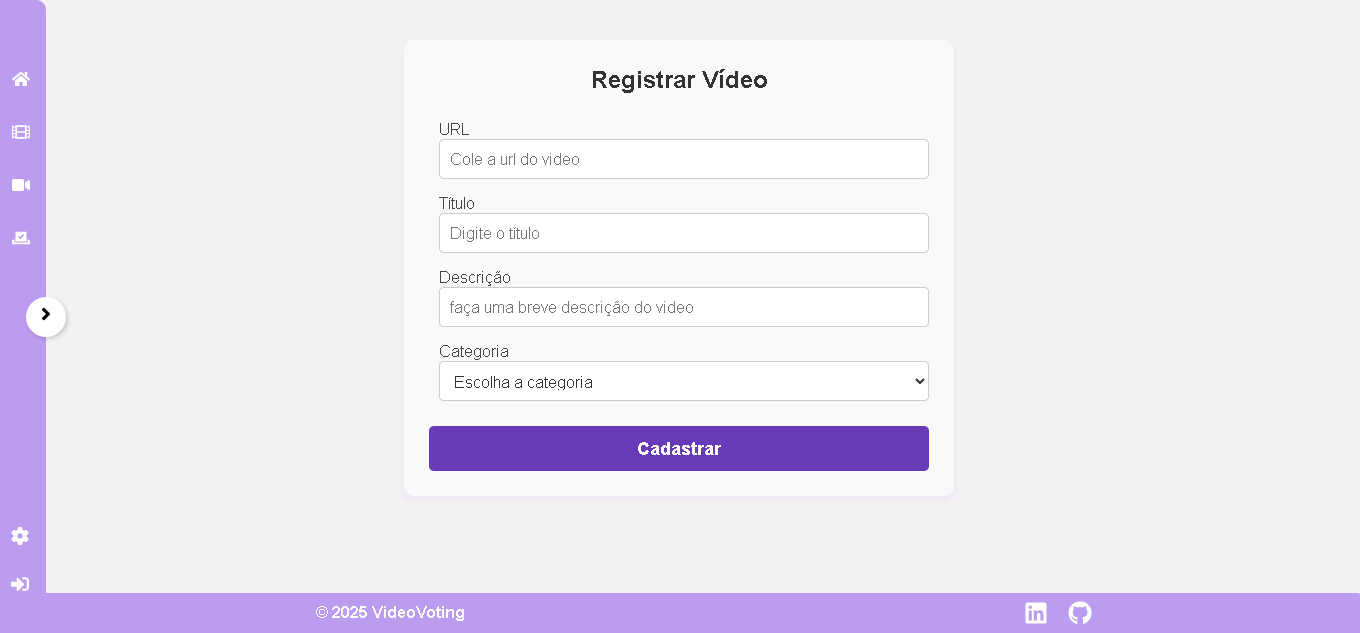 Registrar Vídeo
URL
Cole a url do video
Título
Digite o título
Descrição
faça uma breve descrição do video
Categoria
Escolha a categoria
Cadastrar
© 2025 VideoVoting